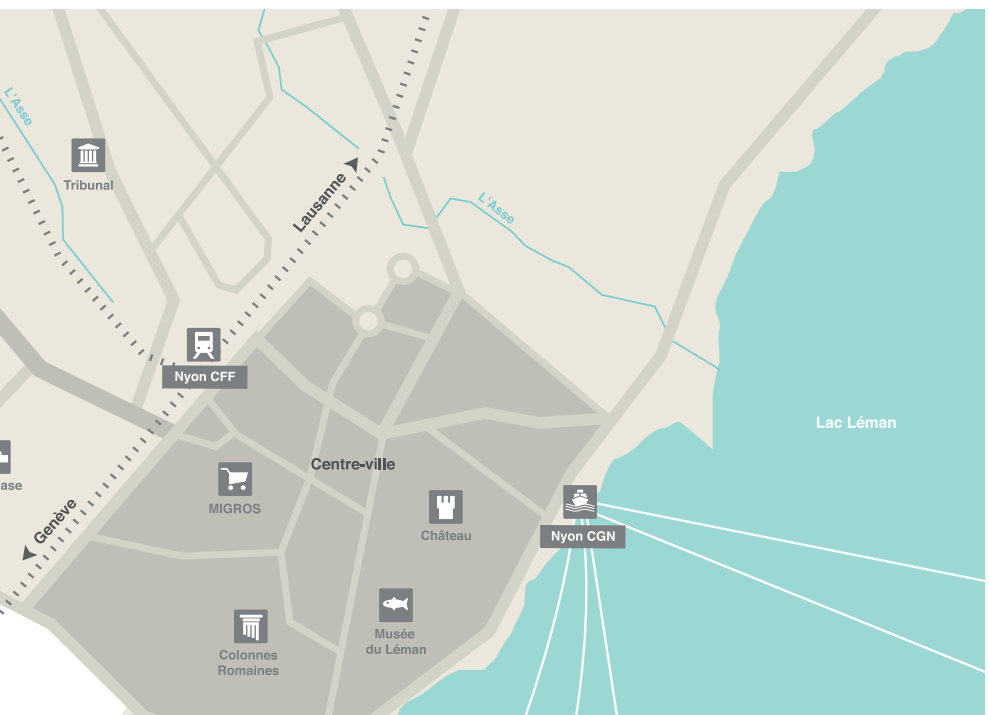 L'Asse
Tribunal
Lausanne
L'Asse
Nyon CFF
Lac Léman
Centre-ville
ase
MIGROS
Genève
Château
Nyon CGN
Musée
du Léman
Colonnes
Romaines